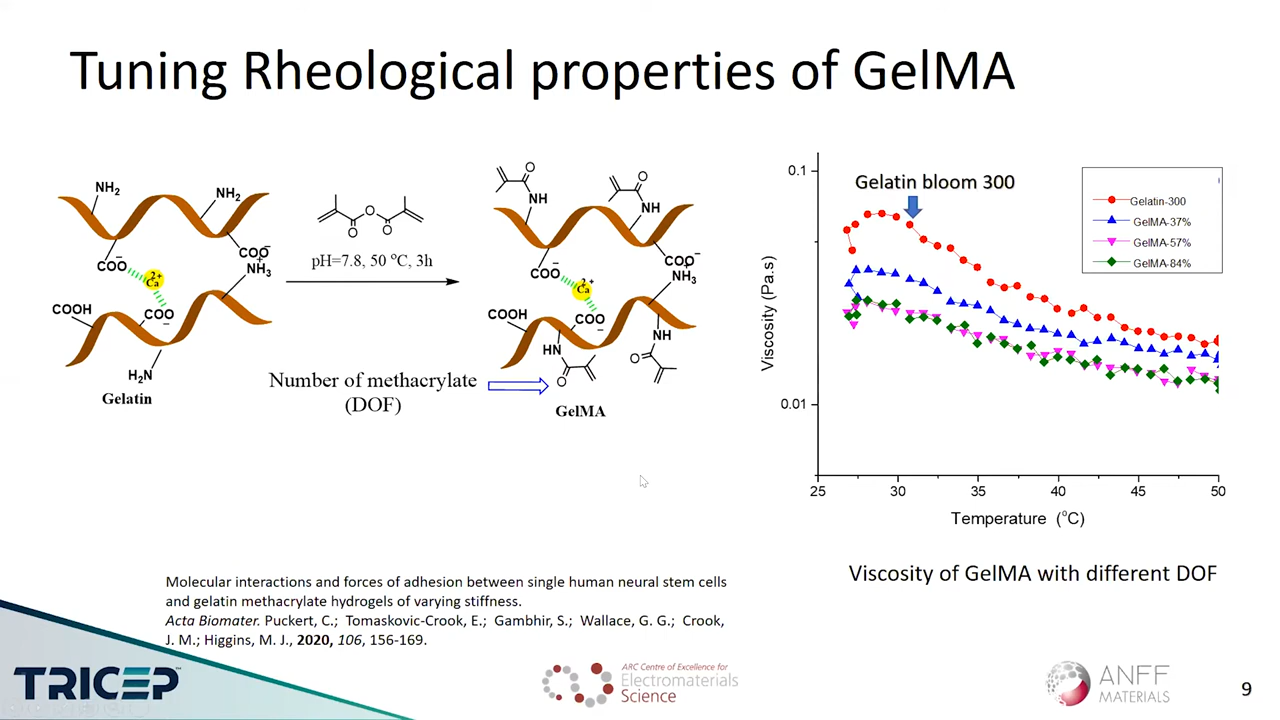 Tuning Rheological properties of GelMA
NH2
NH2
COO−
COO−
+NH3
Ca2+
COOH
COO−
H2N
Gelatin
O
O
O
pH=7.8, 50 °C, 3h
Number of methacrylate
(DOF)
O
NH
O
NH
COO−
COO−
+NH3
Ca2+
COOH
COO−
HN
O
NH
O
GelMA
Gelatin bloom 300
Gelatin-300
GelMA-37%
GelMA-57%
GelMA-84%
Viscosity (Pa.s)
0.1
0.01
25 30 35 40 45 50
Temperature (°C)
Viscosity of GelMA with different DOF
Molecular interactions and forces of adhesion between single human neural stem cells
and gelatin methacrylate hydrogels of varying stiffness.
Acta Biomater. Puckert, C.; Tomaskovic-Crook, E.; Gambhir, S.; Wallace, G. G.; Crook,
J. M.; Higgins, M. J., 2020, 106, 156-169.
TRICEP™
ARC Centre of Excellence for
Electromaterials
Science
ANFF
MATERIALS
9